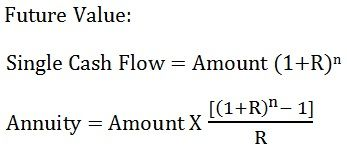 Future Value:
Single Cash Flow = Amount (1+R)ⁿ
Annuity = Amount X [(1+R)ⁿ– 1]
R